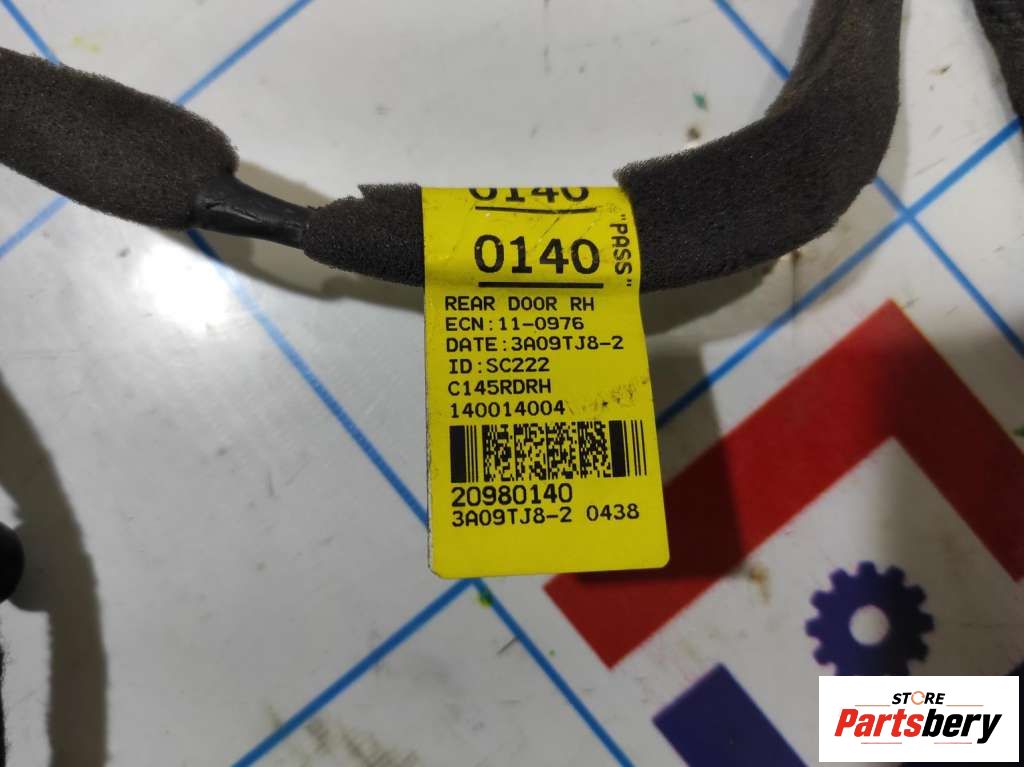 0140
0140
"PASS"
REAR DOOR RH
ECN:11-0976
DATE:3A09TJ8-2
ID:SC222
C145RDRH
140014004
20980140
3A09TJ8-2 0438
STORE
Partsbery